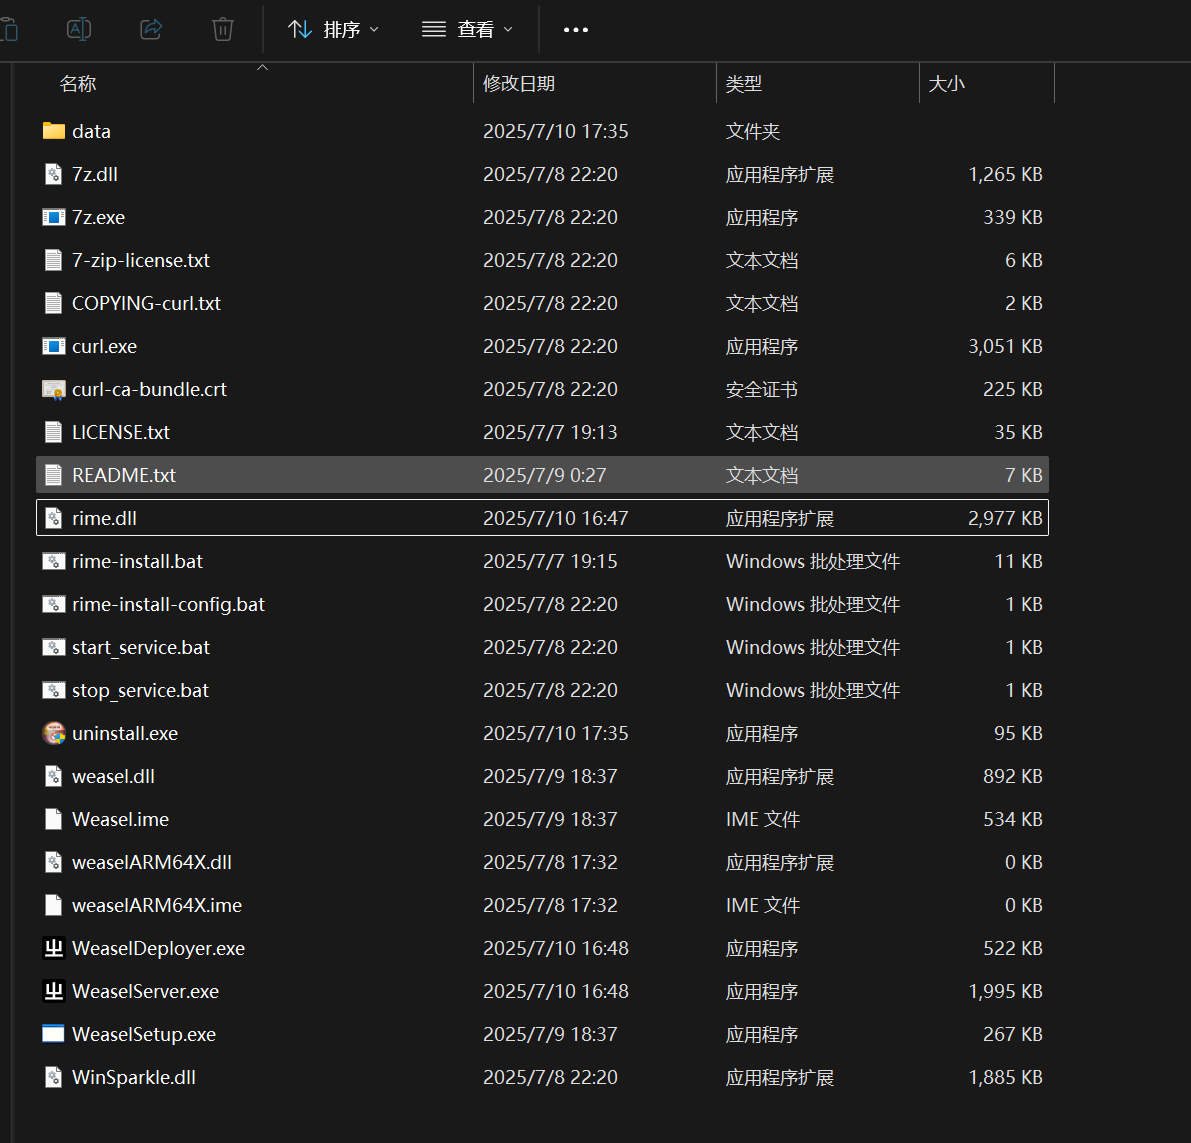 排序 查看
名称 修改日期 类型 大小
data 2025/7/10 17:35 文件夹
7z.dll 2025/7/8 22:20 应用程序扩展 1,265 KB
7z.exe 2025/7/8 22:20 应用程序 339 KB
7-zip-license.txt 2025/7/8 22:20 文本文档 6 KB
COPYING-curl.txt 2025/7/8 22:20 文本文档 2 KB
curl.exe 2025/7/8 22:20 应用程序 3,051 KB
curl-ca-bundle.crt 2025/7/8 22:20 安全证书 225 KB
LICENSE.txt 2025/7/7 19:13 文本文档 35 KB
README.txt 2025/7/9 0:27 文本文档 7 KB
rime.dll 2025/7/10 16:47 应用程序扩展 2,977 KB
rime-install.bat 2025/7/7 19:15 Windows 批处理文件 11 KB
rime-install-config.bat 2025/7/8 22:20 Windows 批处理文件 1 KB
start_service.bat 2025/7/8 22:20 Windows 批处理文件 1 KB
stop_service.bat 2025/7/8 22:20 Windows 批处理文件 1 KB
uninstall.exe 2025/7/10 17:35 应用程序 95 KB
weasel.dll 2025/7/9 18:37 应用程序扩展 892 KB
Weasel.ime 2025/7/9 18:37 IME 文件 534 KB
weaselARM64X.dll 2025/7/8 17:32 应用程序扩展 0 KB
weaselARM64X.ime 2025/7/8 17:32 IME 文件 0 KB
WeaselDeployer.exe 2025/7/10 16:48 应用程序 522 KB
WeaselServer.exe 2025/7/10 16:48 应用程序 1,995 KB
WeaselSetup.exe 2025/7/9 18:37 应用程序 267 KB
WinSparkle.dll 2025/7/8 22:20 应用程序扩展 1,885 KB